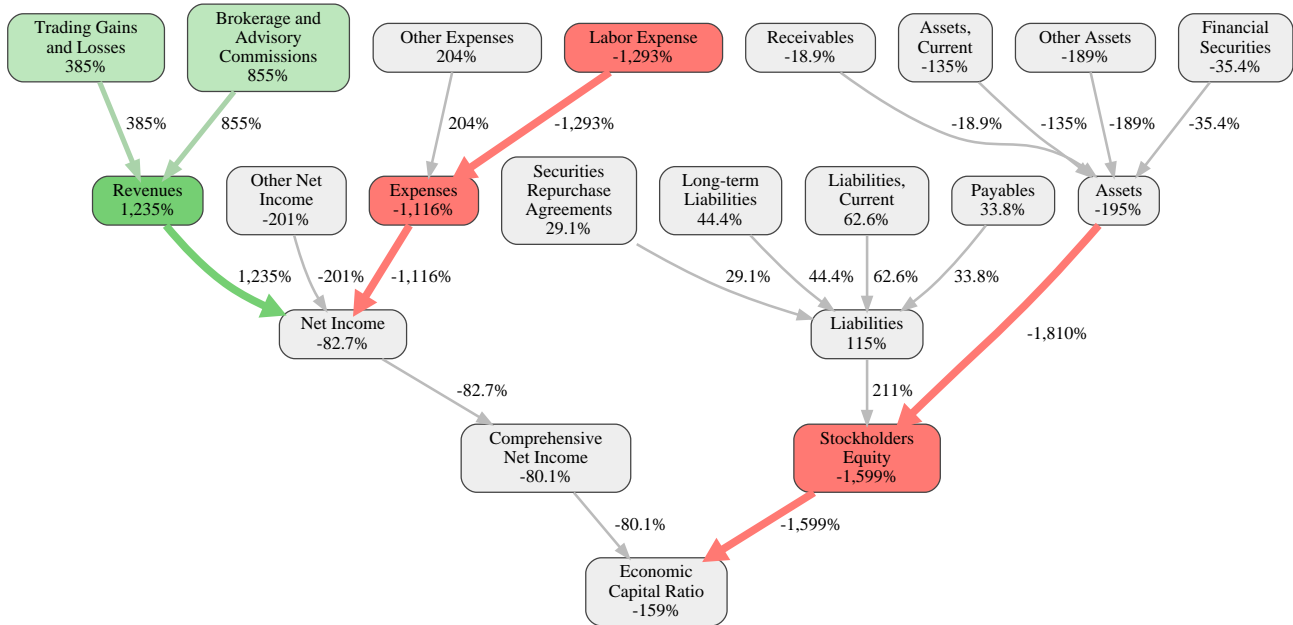 Trading Gains
and Losses
385%
Brokerage and
Advisory
Commissions
855%
Other Expenses
204%
Labor Expense
-1,293%
Receivables
-18.9%
Assets,
Current
-135%
Other Assets
-189%
Financial
Securities
-35.4%
385%
855%
204%
-1,293%
-18.9%
-135%
-189%
-35.4%
Revenues
1,235%
Other Net
Income
-201%
Expenses
-1,116%
Securities
Repurchase
Agreements
29.1%
Long-term
Liabilities
44.4%
Liabilities,
Current
62.6%
Payables
33.8%
Assets
-195%
1,235%
-201%
-1,116%
29.1%
44.4%
62.6%
33.8%
Net Income
-82.7%
Liabilities
115%
-1,810%
-82.7%
211%
Comprehensive
Net Income
-80.1%
Stockholders
Equity
-1,599%
-80.1%
-1,599%
Economic
Capital Ratio
-159%